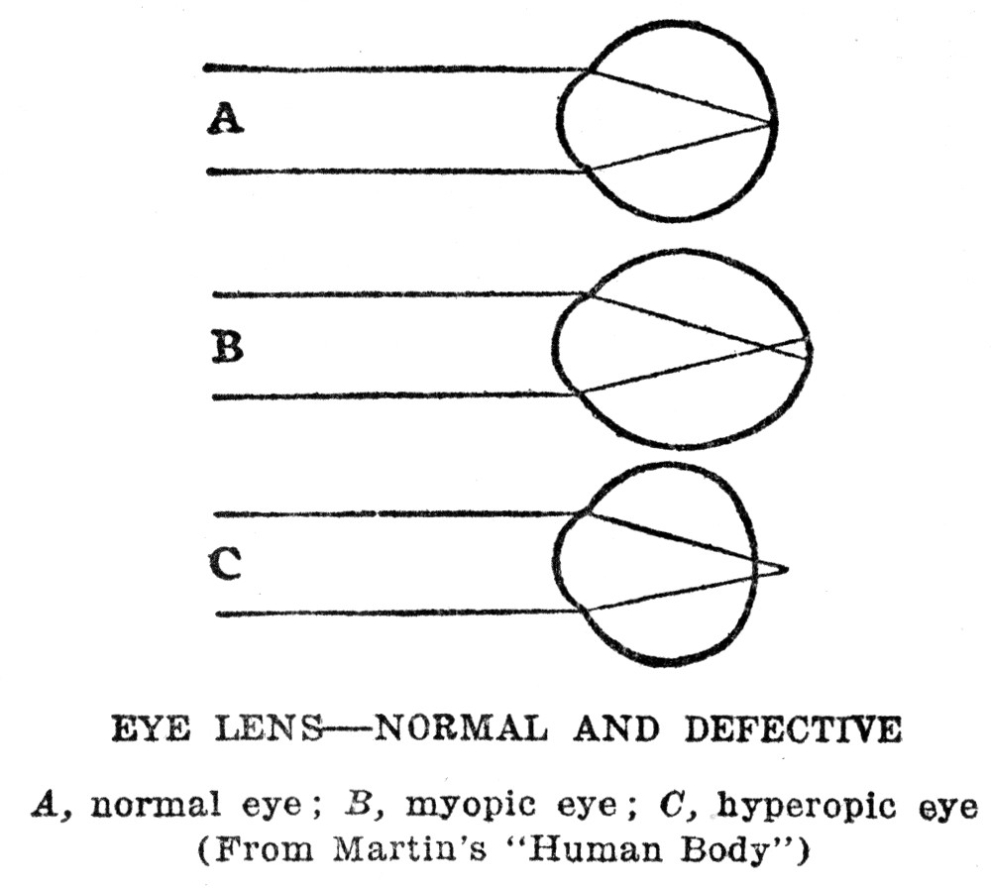 A
B
C
EYE LENS—NORMAL AND DEFECTIVE
A, normal eye; B, myopic eye; C, hyperopic eye
(From Martin's "Human Body")